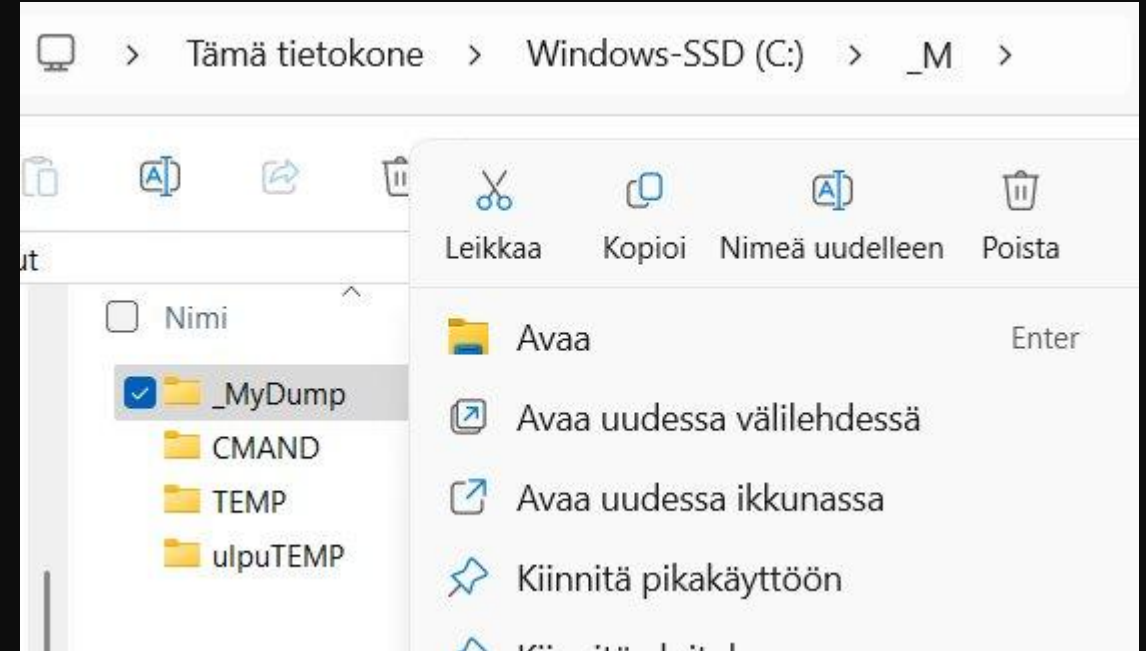 Tämä tietokone > Windows-SSD (C:) > _M >
Leikkaa Kopioi Nimeä uudelleen Poista
ut
Nimi
Avaa Enter
_MyDump
Avaa uudessa välilehdessä
CMAND
TEMP
Avaa uudessa ikkunassa
ulpuTEMP
Kiinnitä pikakäyttöön